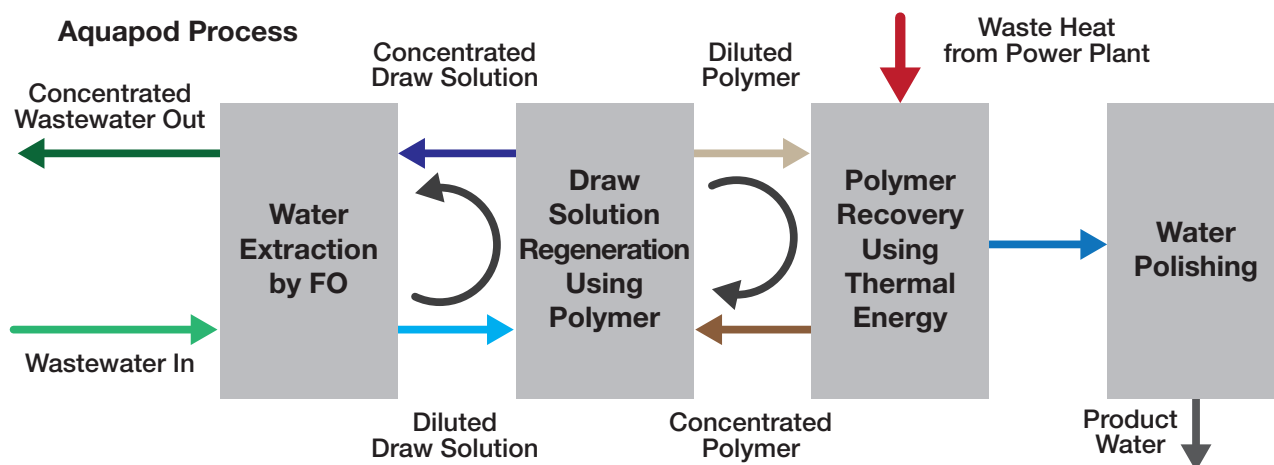 Aquapod Process
Concentrated
Wastewater Out
Concentrated
Draw Solution
Diluted
Polymer
Waste Heat
from Power Plant
Water
Extraction
by FO
Draw
Solution
Regeneration
Using
Polymer
Polymer
Recovery
Using
Thermal
Energy
Water
Polishing
Wastewater In
Diluted
Draw Solution
Concentrated
Polymer
Product
Water